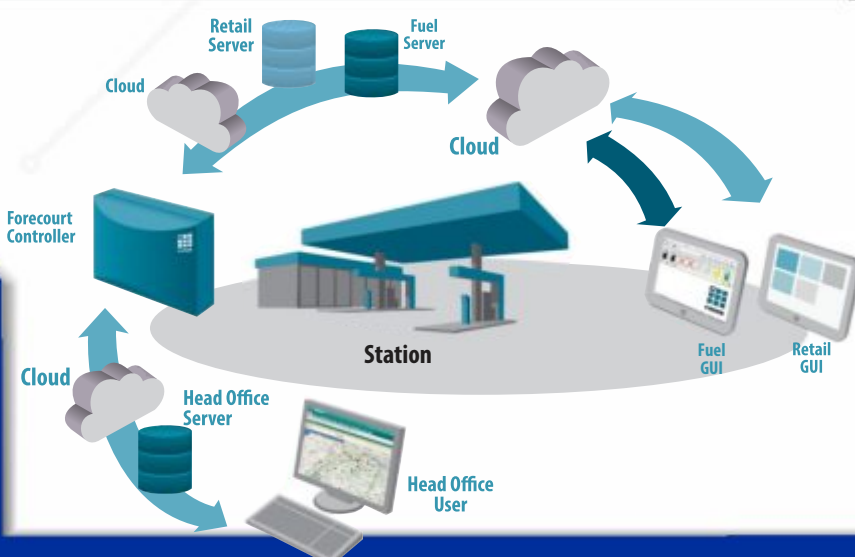 Retail
Server
Fuel
Server
Cloud
Cloud
Forecourt
Controller
Station
Fuel
GUI
Retail
GUI
Cloud
Head Office
Server
Head Office
User